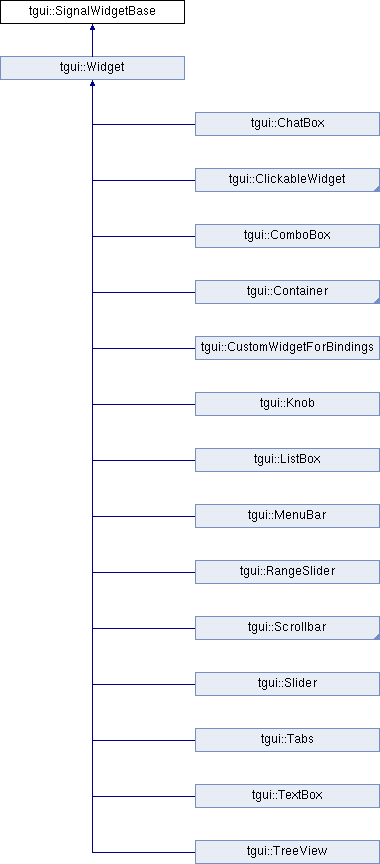 tgui::SignalWidgetBase
tgui::Widget
tgui::ChatBox
tgui::ClickableWidget
tgui::ComboBox
tgui::Container
tgui::CustomWidgetForBindings
tgui::Knob
tgui::ListBox
tgui::MenuBar
tgui::RangeSlider
tgui::Scrollbar
tgui::Slider
tgui::Tabs
tgui::TextBox
tgui::TreeView